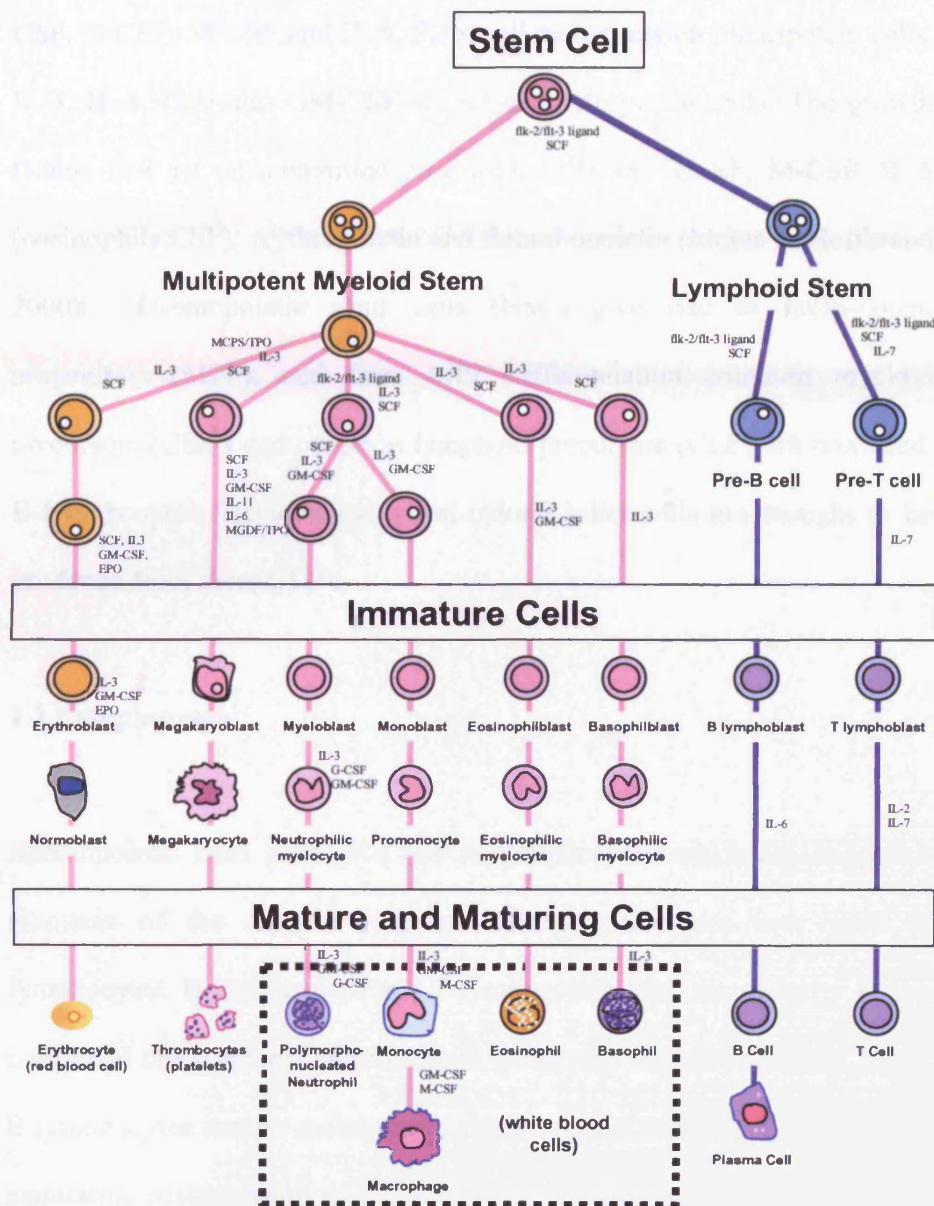 Stem Cell
flk-2/flt-3 ligand
SCF
Multipotent Myeloid Stem
Lymphoid Stem
MCPS/TPO
IL-3
SCF
IL-3
SCF
IL-3
SCF
flk-2/flt-3 ligand
IL-3
SCF
IL-3
SCF
IL-3
SCF
flk-2/flt-3 ligand
SCF
flk-2/flt-3 ligand
SCF
IL-7
SCF
IL-3
GM-CSF
IL-11
IL-6
MGDF/TPO
SCF
IL-3
GM-CSF
IL-3
GM-CSF
IL-3
GM-CSF
IL-3
Pre-B cell
Pre-T cell
SCF, IL3
GM-CSF,
EPO
IL-7
Immature Cells
IL-3
GM-CSF
EPO
Erythroblast
Megakaryoblast
Myeloblast
Monoblast
Eosinophilblast
Basophilblast
B lymphoblast
T lymphoblast
IL-3
G-CSF
GM-CSF
Normoblast
Megakaryocyte
Neutrophilic
myelocyte
Promonocyte
Eosinophilic
myelocyte
Basophilic
myelocyte
IL-6
IL-2
IL-7
Mature and Maturing Cells
IL-3
GM-CSF
G-CSF
IL-3
GM-CSF
M-CSF
IL-3
Erythrocyte
(red blood cell)
Thrombocytes
(platelets)
Polymorpho-
nucleated
Neutrophil
Monocyte
Eosinophil
Basophil
B Cell
T Cell
GM-CSF
M-CSF
(white blood
cells)
Macrophage
Plasma Cell